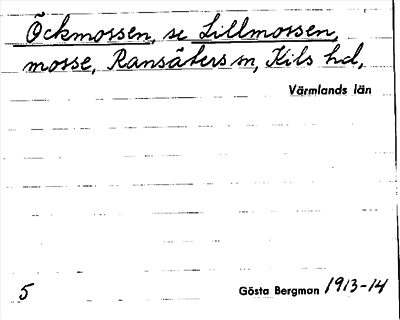 Öckmossen, se Lillmossen,
mosse, Ransäters sn, Kils hd,
Värmlands län
5 Gösta Bergman 1913-14